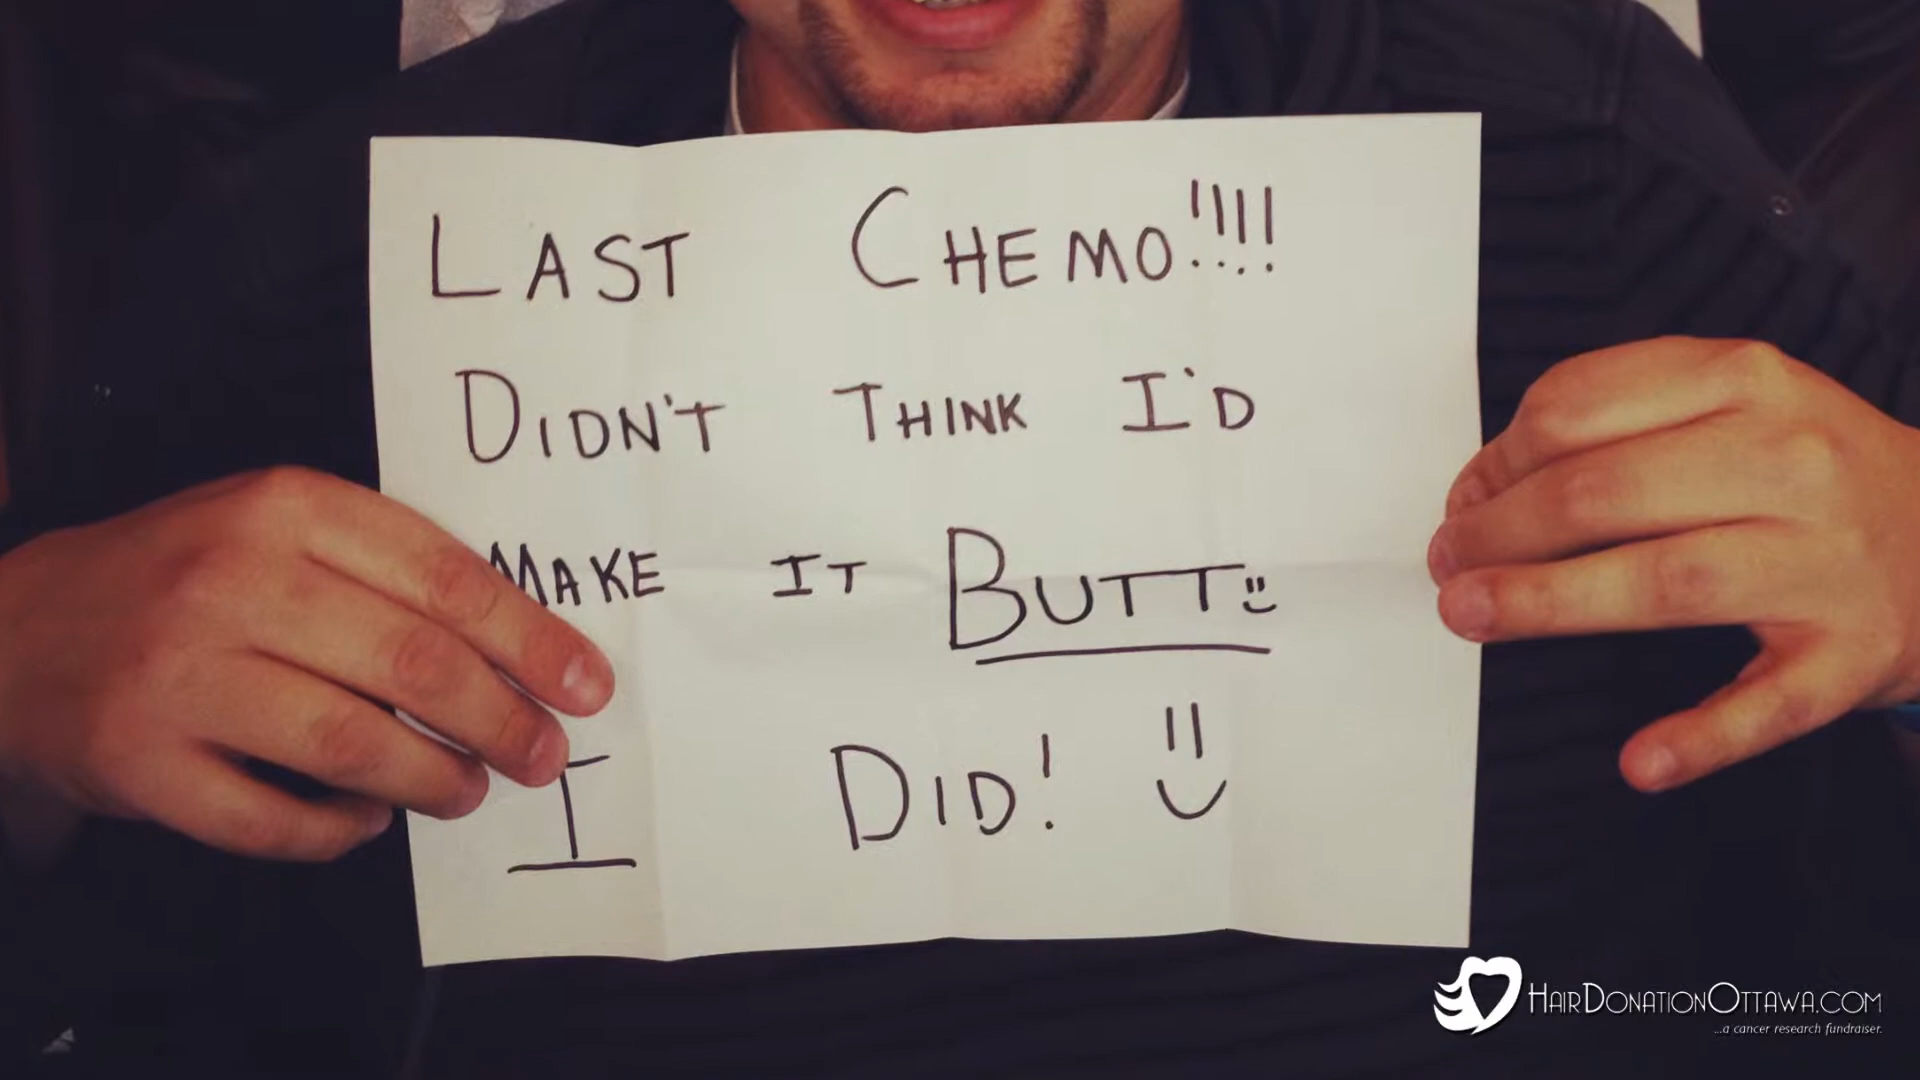 LAST CHEMO!!!!
DIDN'T THINK I'D
MAKE IT BUTT
I DID!
HAIRDONATIONOTTAWA.COM
...a cancer research fundraiser.